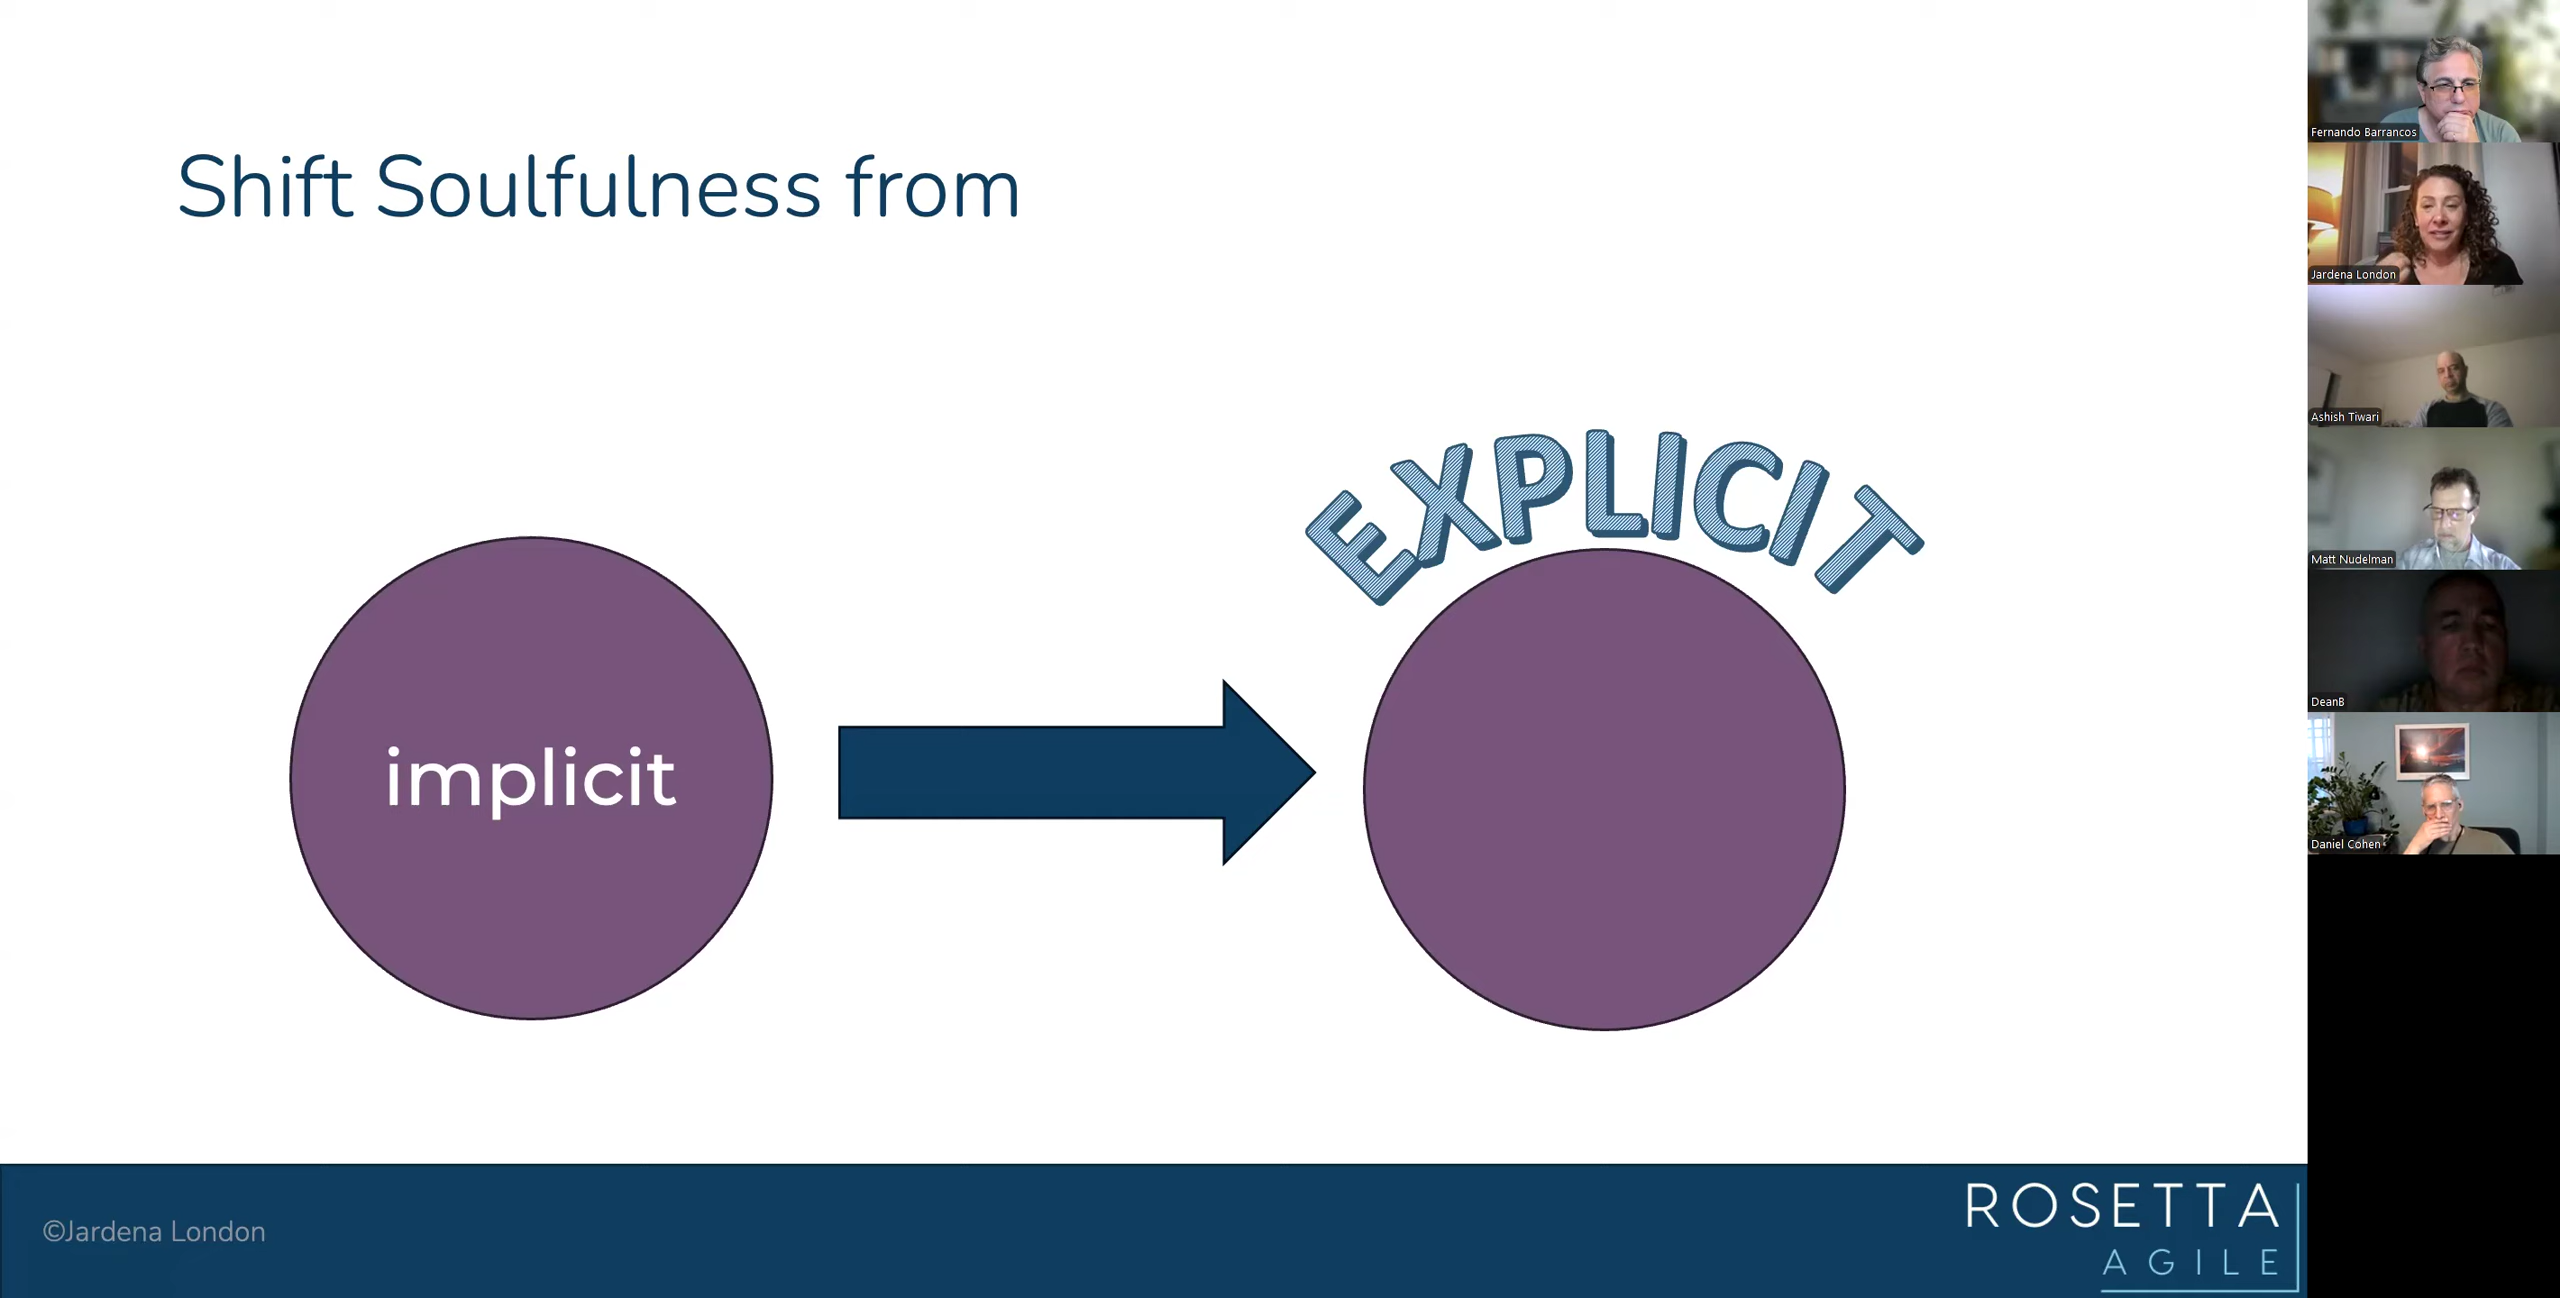 Shift Soulfulness from
EXPLICIT
implicit
©Jardena London
ROSETTA
AGILE
Fernando Barrancos
Jardena London
Ashish Tiwari
Matt Nudelman
DeanB
Daniel Cohen